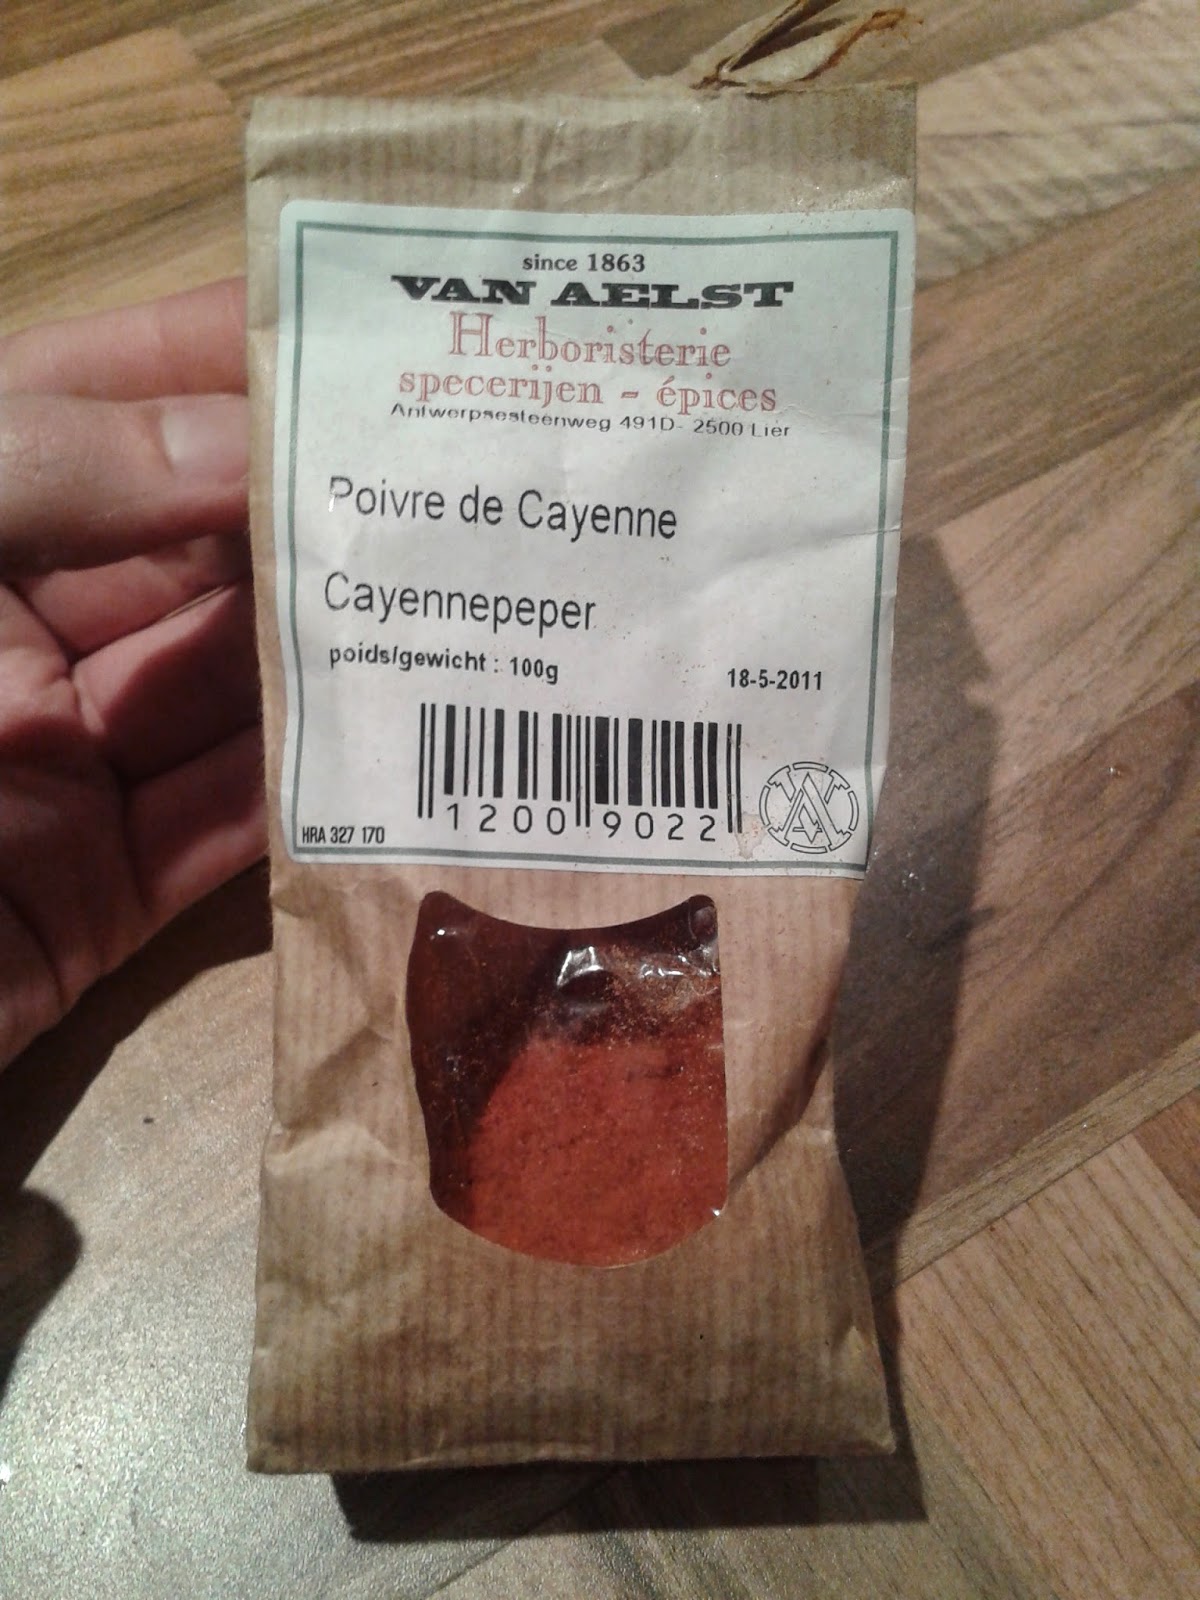 since 1863
VAN AELST
Herboristerie
specerijen - épices
Antwerpsesteenweg 491D- 2500 Lier
Poivre de Cayenne
Cayennepeper
poids/gewicht : 100g
18-5-2011
1200 9022
HRA 327 170